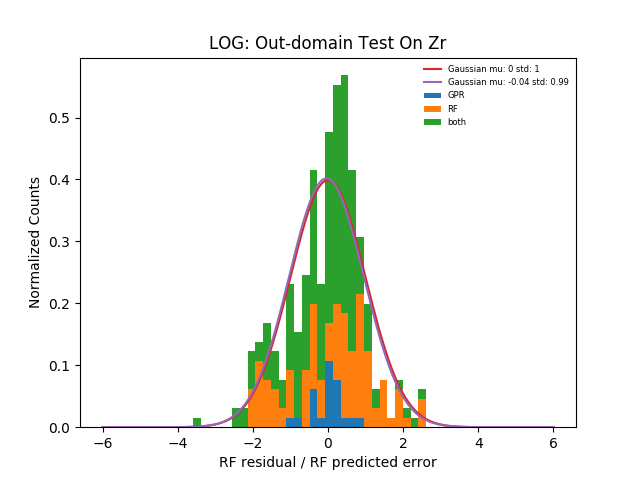 LOG: Out-domain Test On Zr
Gaussian mu: 0 std: 1
Gaussian mu: -0.04 std: 0.99
GPR
RF
both
Normalized Counts
0.5
0.4
0.3
0.2
0.1
0.0
−6 −4 −2 0 2 4 6
RF residual / RF predicted error